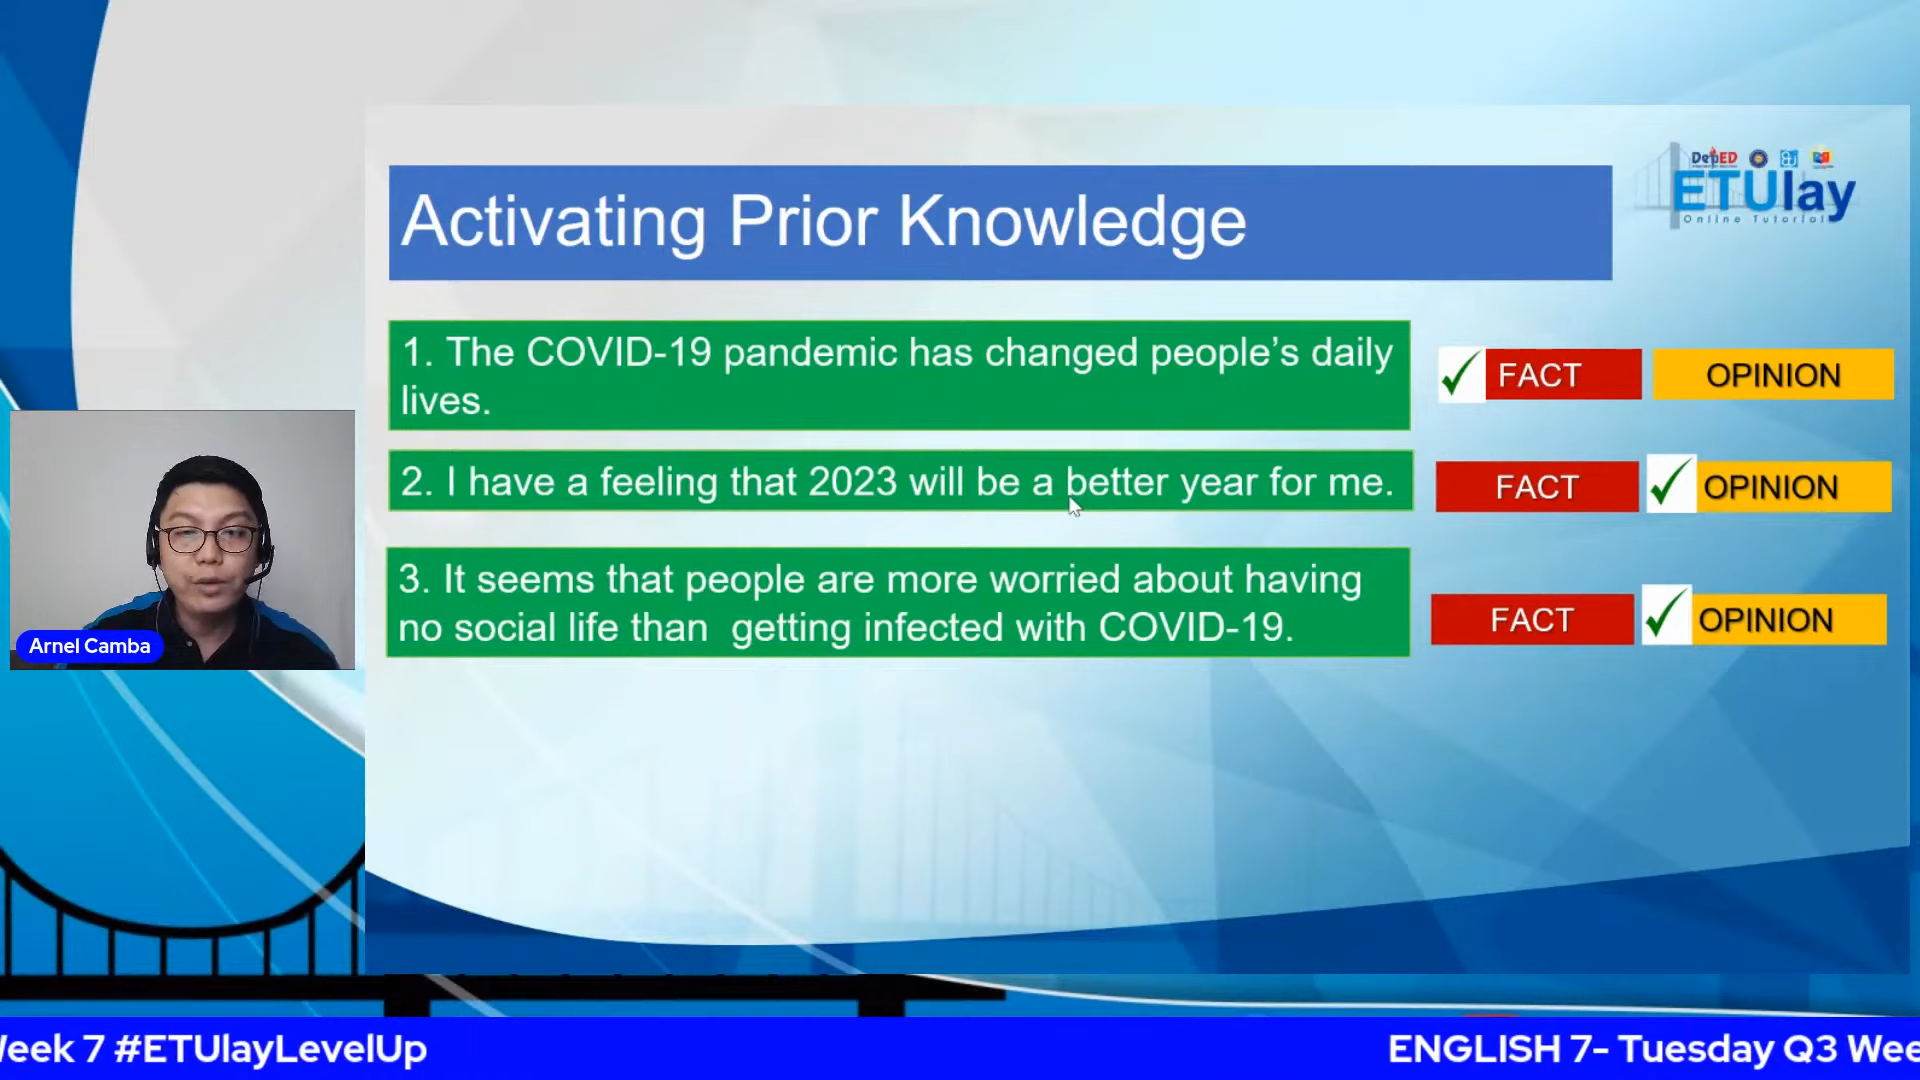 DepED
ETUlay
Online Tutorial
Activating Prior Knowledge
1. The COVID-19 pandemic has changed people’s daily
lives.
FACT
OPINION
2. I have a feeling that 2023 will be a better year for me.
FACT
OPINION
3. It seems that people are more worried about having
no social life than getting infected with COVID-19.
FACT
OPINION
Arnel Camba
Week 7 #ETUlayLevelUp
ENGLISH 7- Tuesday Q3 Wee